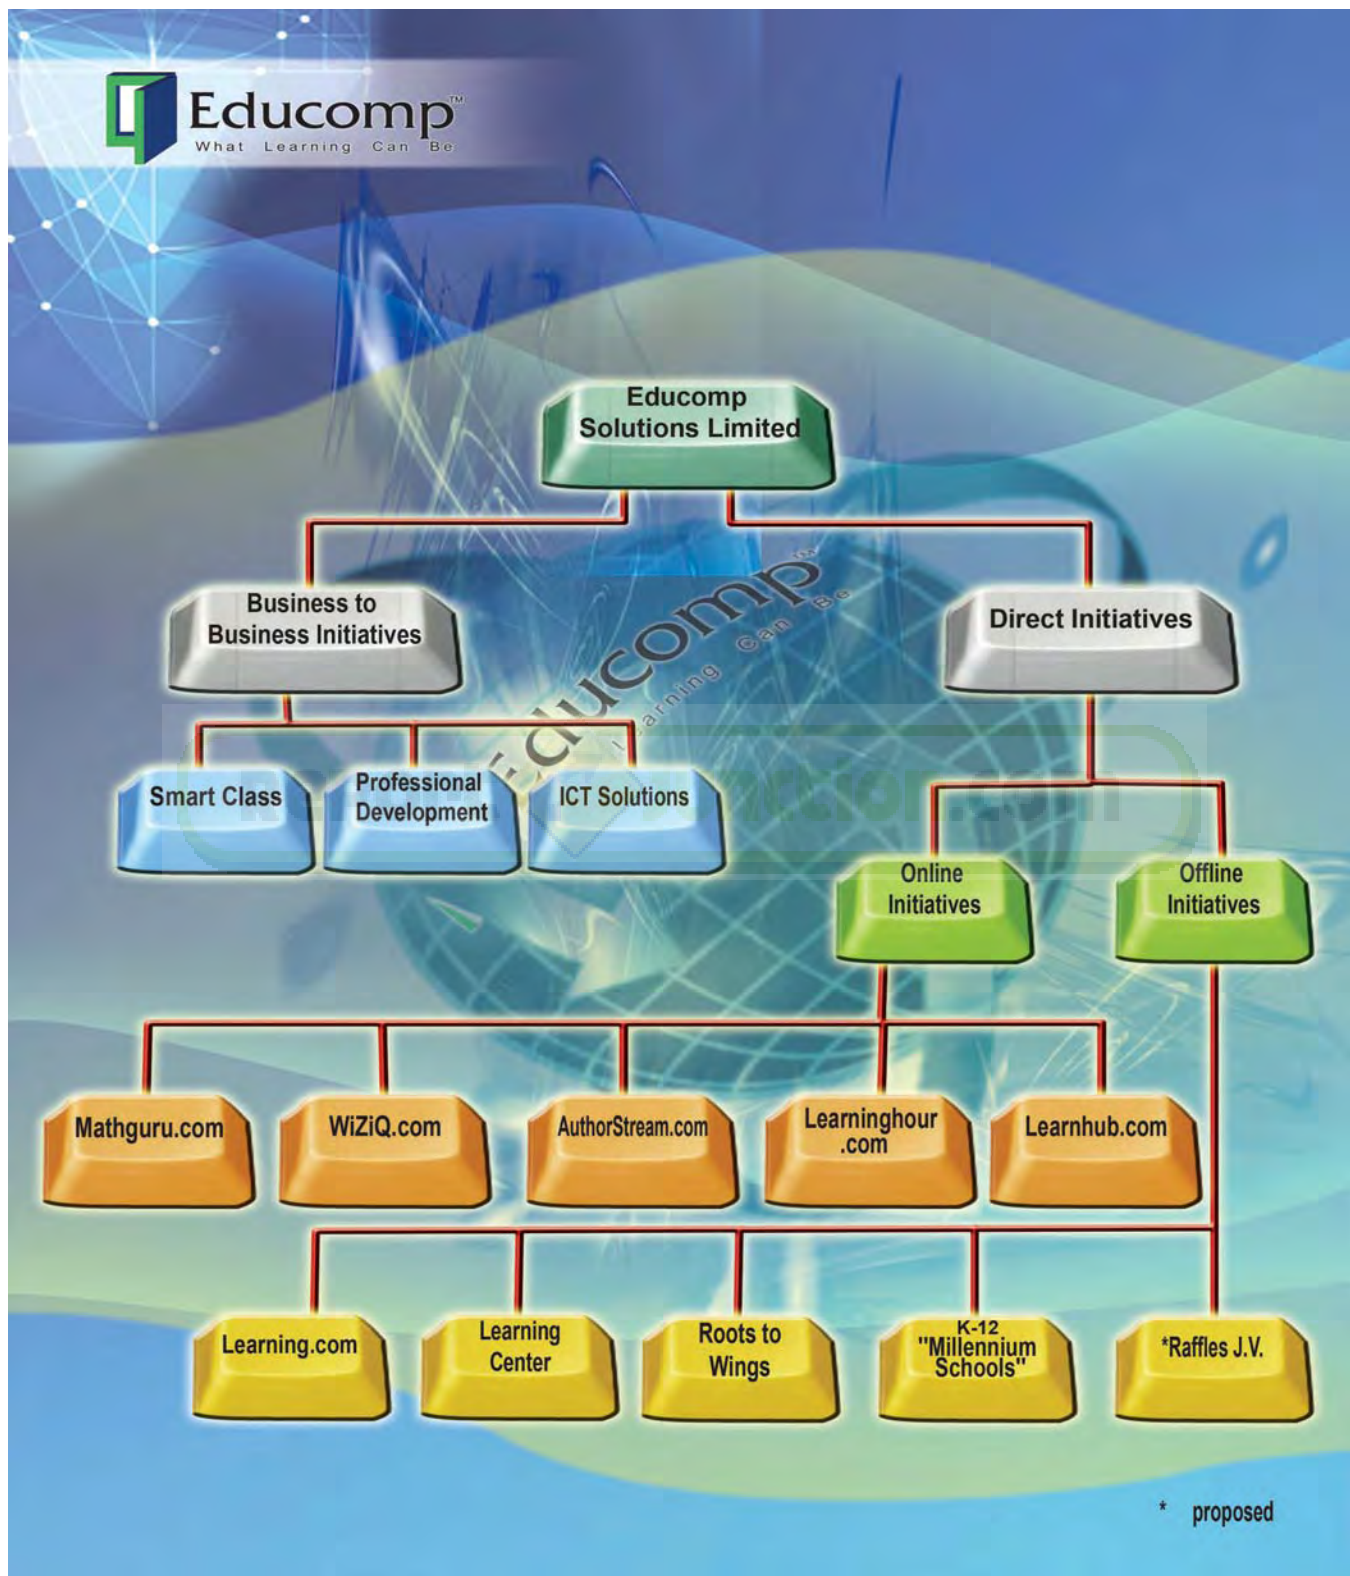 Educomp™
What Learning Can Be
Educomp
Solutions Limited
Business to
Business Initiatives
Direct Initiatives
Educomp™
Learning Can Be
Smart Class
Professional
Development
ICT Solutions
Online
Initiatives
Offline
Initiatives
Mathguru.com
WiZiQ.com
AuthorStream.com
Learninghour
.com
Learnhub.com
Learning.com
Learning
Center
Roots to
Wings
K-12
"Millennium
Schools"
*Raffles J.V.
* proposed